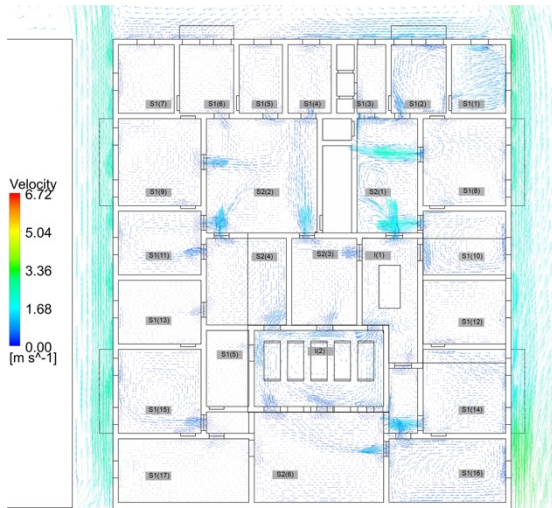 S1(7)
S1(6)
S1(5)
S1(4)
S1(3)
S1(2)
S1(1)
S1(9)
S2(2)
S2(1)
S1(8)
Velocity
6.72
5.04
3.36
1.68
0.00
[m s^-1]
S1(11)
S2(4)
S2(3)
I(1)
S1(10)
S1(13)
S1(12)
S1(5)
I(2)
S1(15)
S1(14)
S1(17)
S2(6)
S1(16)